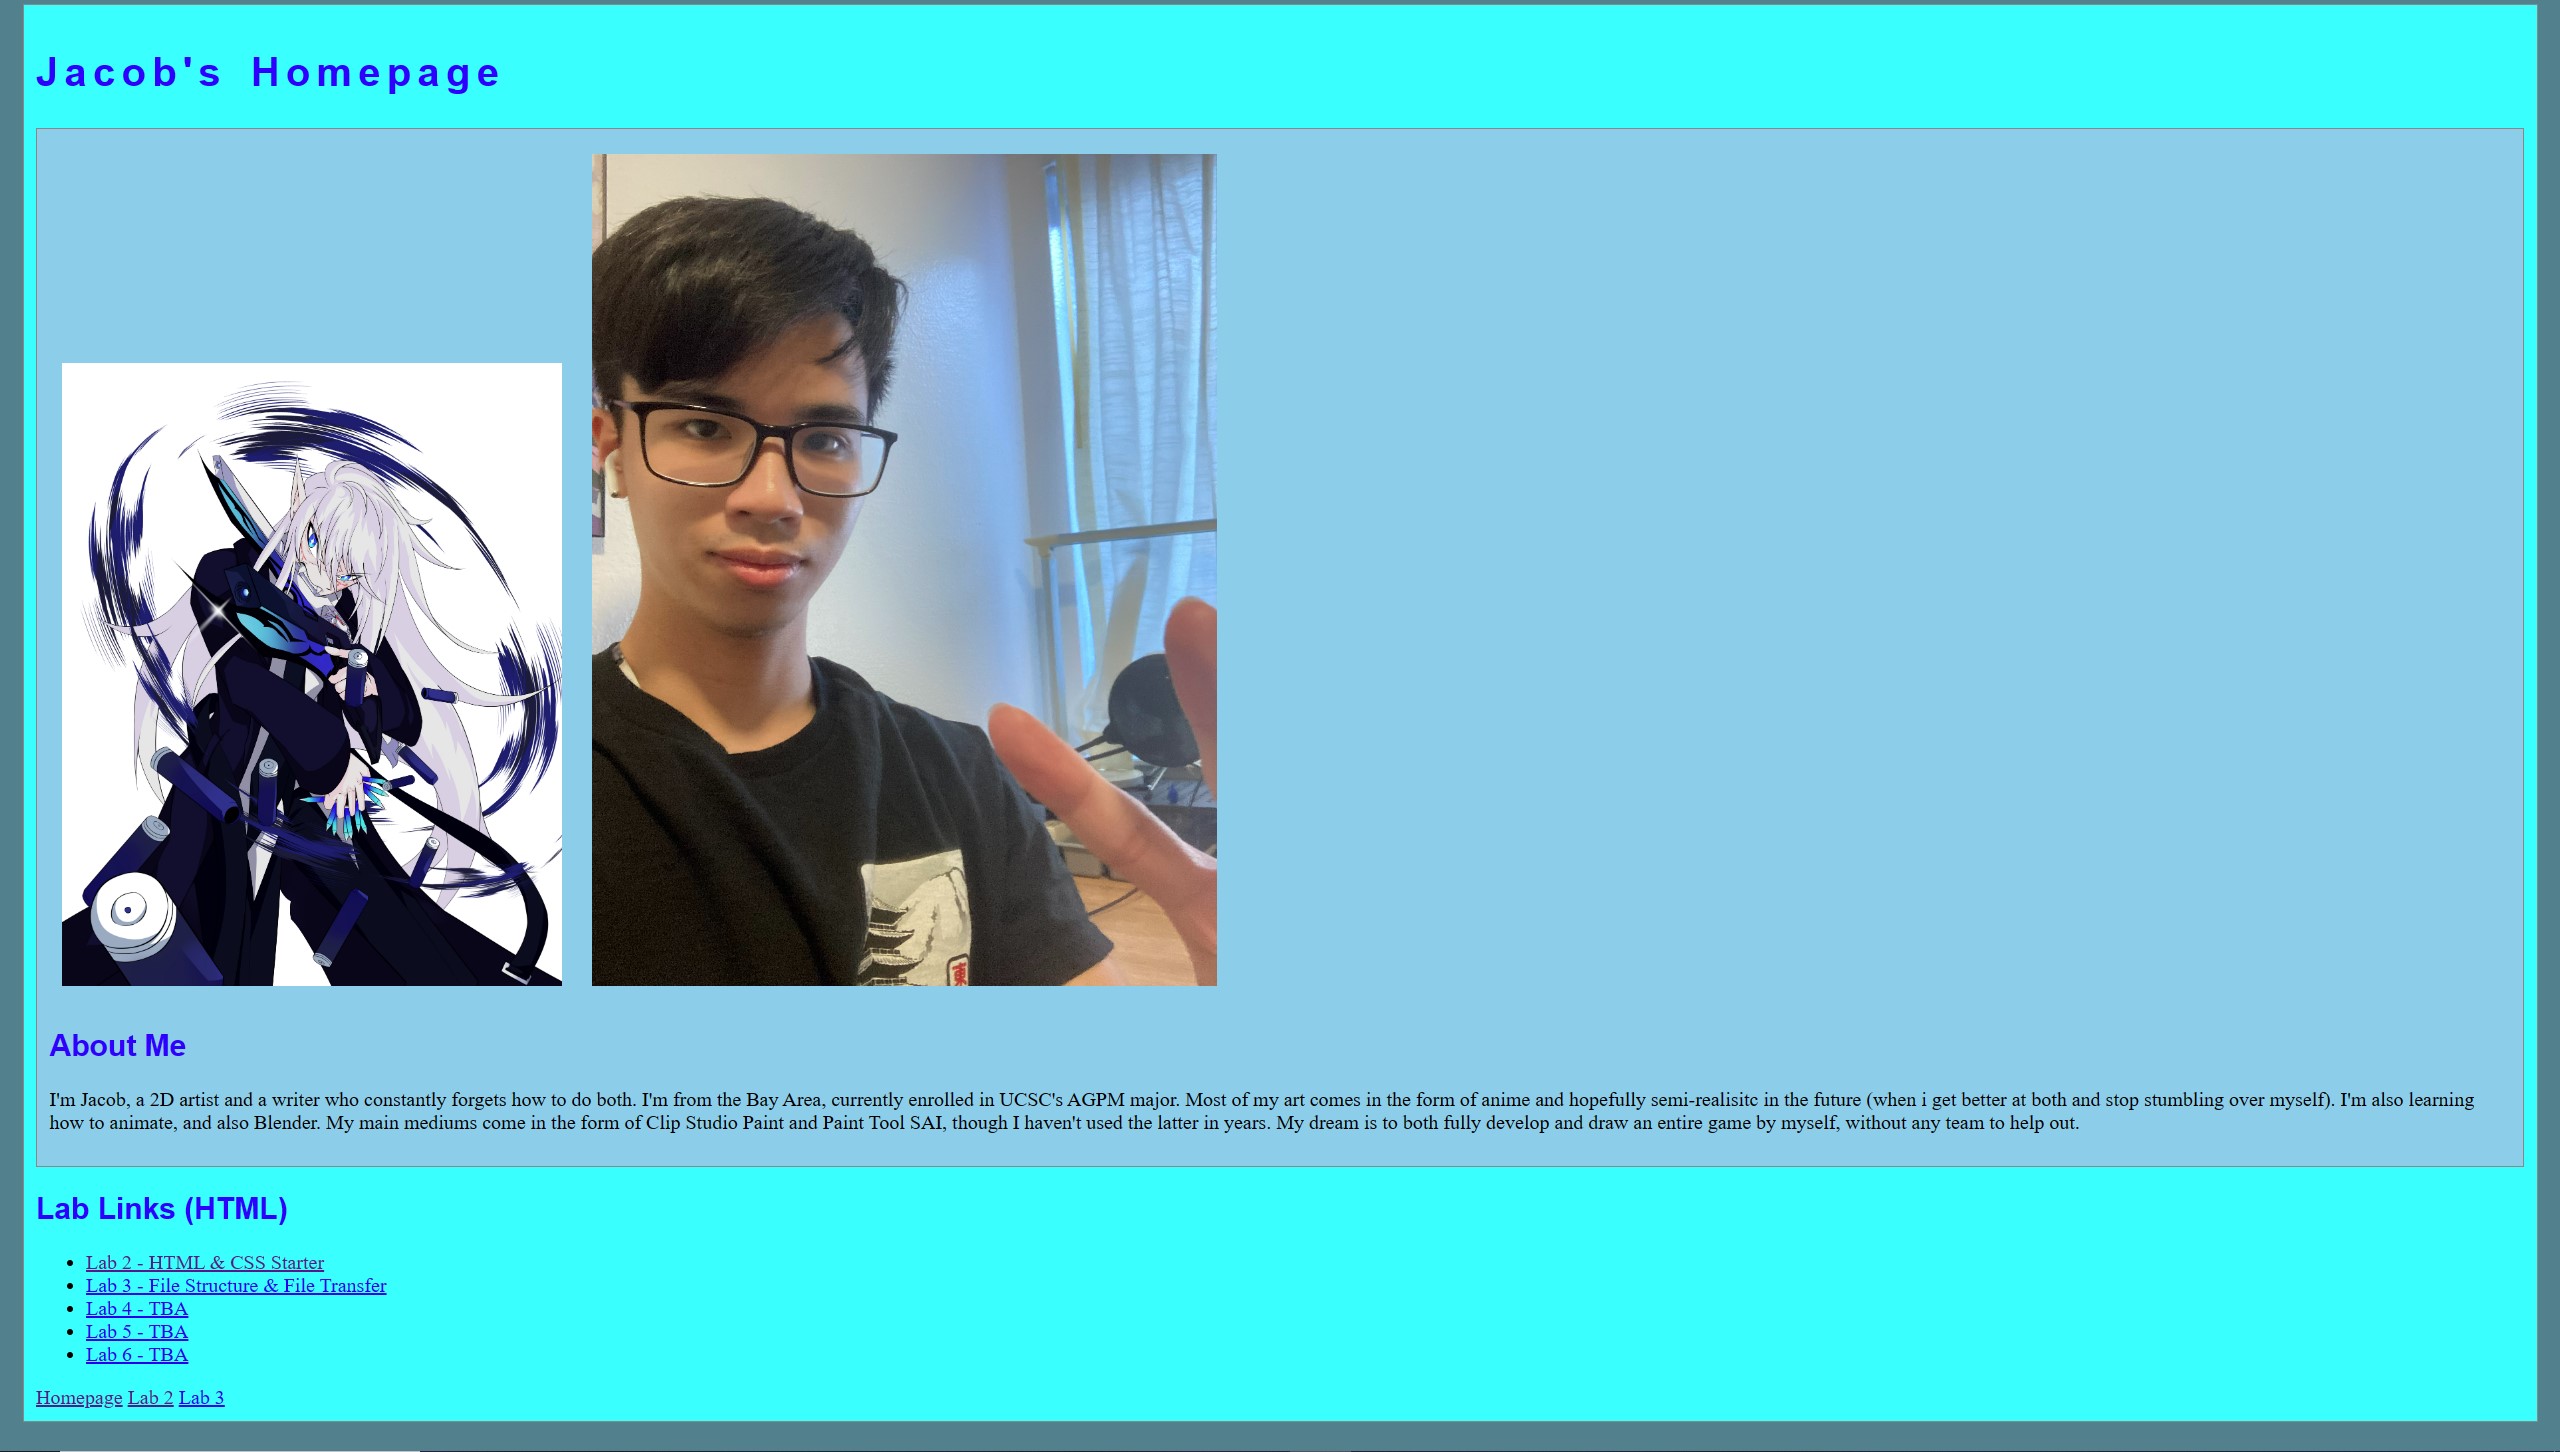 Jacob's Homepage
東
About Me
I'm Jacob, a 2D artist and a writer who constantly forgets how to do both. I'm from the Bay Area, currently enrolled in UCSC's AGPM major. Most of my art comes in the form of anime and hopefully semi-realisitc in the future (when i get better at both and stop stumbling over myself). I'm also learning
how to animate, and also Blender. My main mediums come in the form of Clip Studio Paint and Paint Tool SAI, though I haven't used the latter in years. My dream is to both fully develop and draw an entire game by myself, without any team to help out.
Lab Links (HTML)
Lab 2 - HTML & CSS Starter
Lab 3 - File Structure & File Transfer
Lab 4 - TBA
Lab 5 - TBA
Lab 6 - TBA
Homepage Lab 2 Lab 3